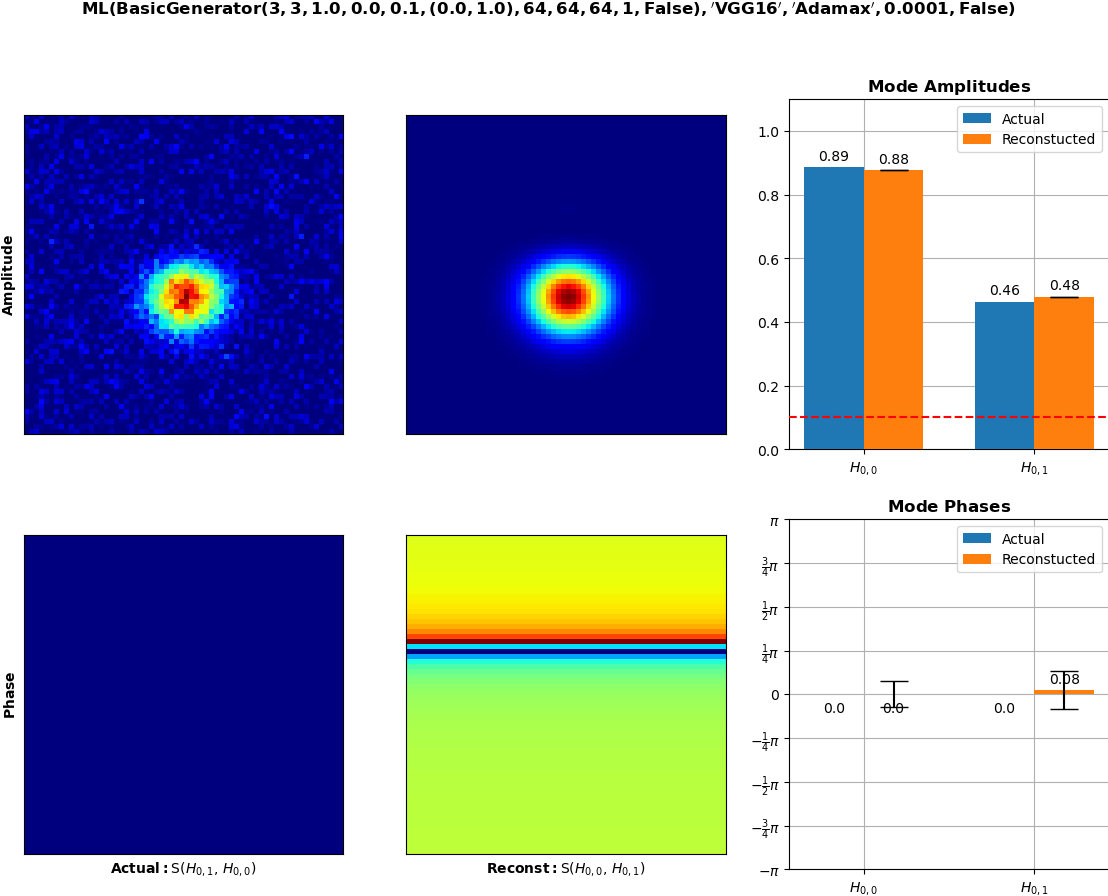 ML(BasicGenerator(3, 3, 1.0, 0.0, 0.1, (0.0, 1.0), 64, 64, 64, 1, False), ′VGG16′, ′Adamax′, 0.0001, False)
Amplitude
Mode Amplitudes
Actual
Reconstucted
1.0
0.8
0.6
0.4
0.2
0.0
0.89
0.88
0.46
0.48
H0, 0
H0, 1
Phase
Actual: S(H0, 1, H0, 0)
Reconst: S(H0, 0, H0, 1)
Mode Phases
Actual
Reconstucted
π
3/4π
1/2π
1/4π
0
−1/4π
−1/2π
−3/4π
−π
0.0
0.0
0.0
0.08
H0, 0
H0, 1